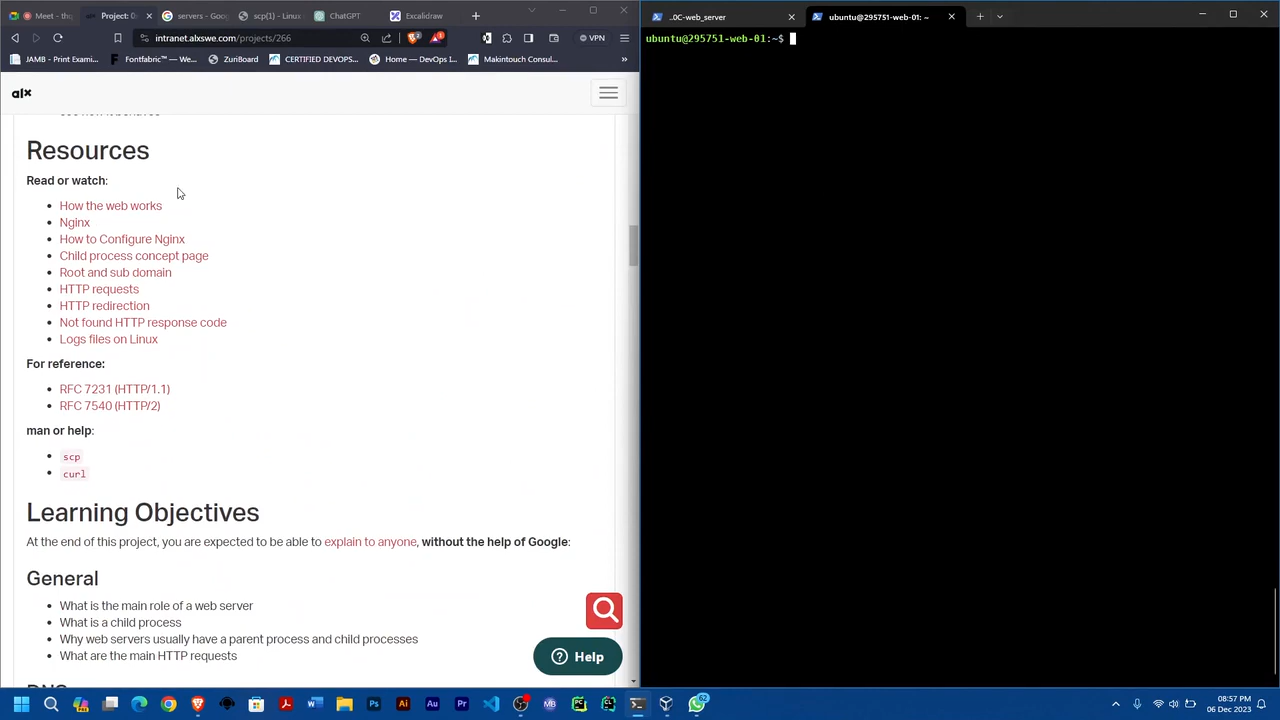 Meet -
Project:
servers - Goo
scp(1) - Linux
ChatGPT
Excalidraw
..0C-web_server
ubuntu@295751-web-01: ~
intranet.alxswe.com/projects/266
VPN
ubuntu@295751-web-01:~$
JAMB - Print Exami...
Fontfabric™ — We...
ZuriBoard
CERTIFIED DEVOPS...
Home — DevOps I...
Makintouch Consul...
»
alx
see how it behaves
Resources
Read or watch:
How the web works
Nginx
How to Configure Nginx
Child process concept page
Root and sub domain
HTTP requests
HTTP redirection
Not found HTTP response code
Logs files on Linux
For reference:
RFC 7231 (HTTP/1.1)
RFC 7540 (HTTP/2)
man or help:
scp
curl
Learning Objectives
At the end of this project, you are expected to be able to explain to anyone, without the help of Google:
General
What is the main role of a web server
What is a child process
Why web servers usually have a parent process and child processes
What are the main HTTP requests
Help
08:57 PM
06 Dec 2023